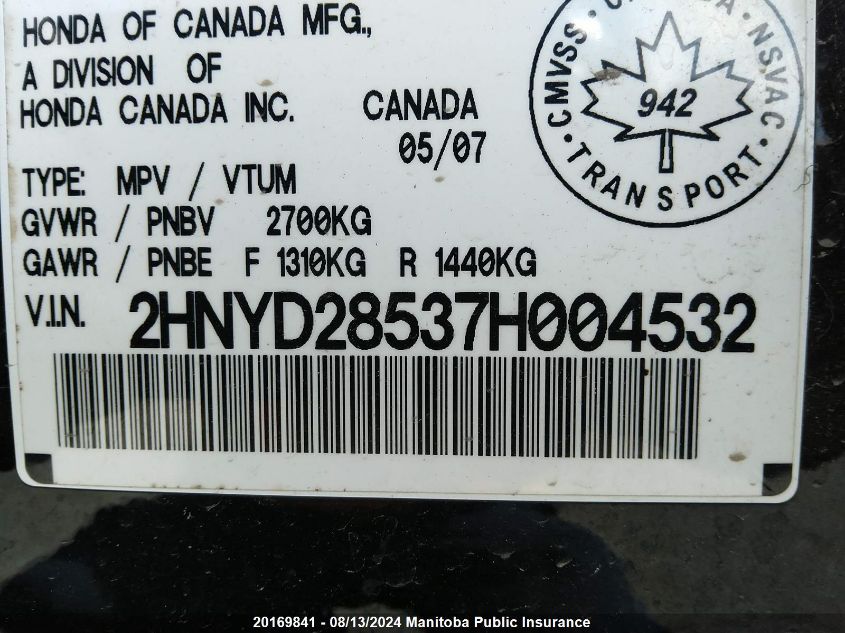 HONDA OF CANADA MFG.,
A DIVISION OF
HONDA CANADA INC. CANADA
05/07
TYPE: MPV / VTUM
GVWR / PNBV 2700KG
GAWR / PNBE F 1310KG R 1440KG
V.I.N. 2HNYD28537H004532
CMVSS · NSVAC · TRANSPORT ·
942
20169841 - 08/13/2024 Manitoba Public Insurance